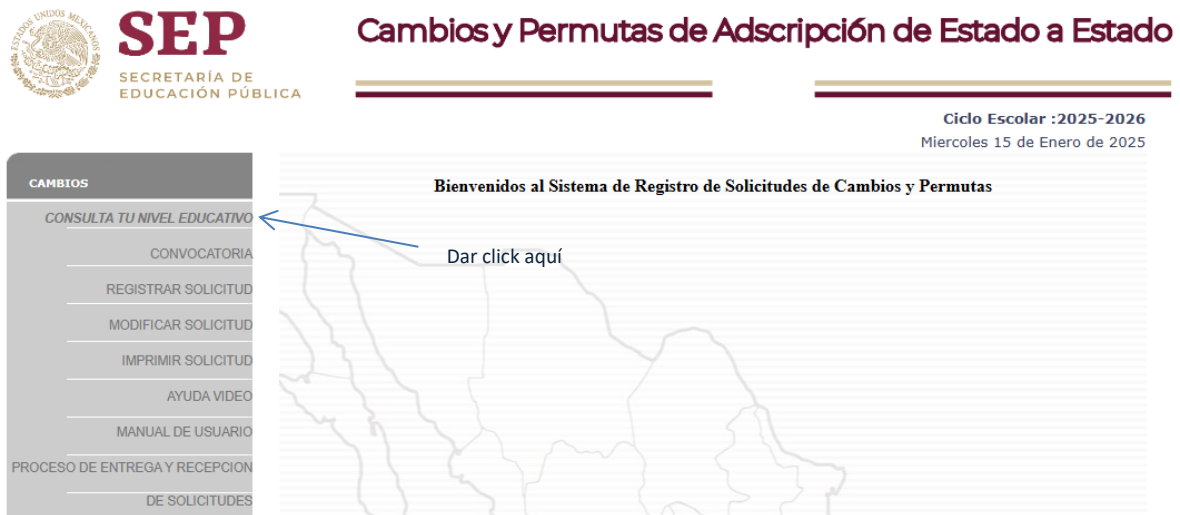 ESTADOS UNIDOS MEXICANOS
SEP
SECRETARÍA DE
EDUCACIÓN PÚBLICA
Cambios y Permutas de Adscripción de Estado a Estado
Ciclo Escolar :2025-2026
Miercoles 15 de Enero de 2025
CAMBIOS
Bienvenidos al Sistema de Registro de Solicitudes de Cambios y Permutas
CONSULTA TU NIVEL EDUCATIVO
Dar click aquí
CONVOCATORIA
REGISTRAR SOLICITUD
MODIFICAR SOLICITUD
IMPRIMIR SOLICITUD
AYUDA VIDEO
MANUAL DE USUARIO
PROCESO DE ENTREGA Y RECEPCION
DE SOLICITUDES